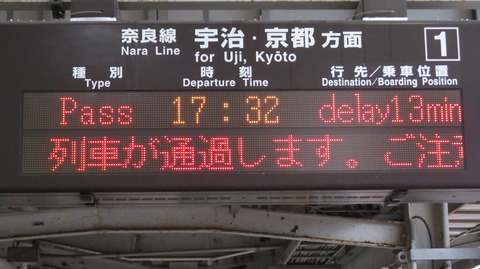 奈良線 宇治・京都 方面 1
Nara Line for Uji, Kyōto
種別 時刻 行先／乗車位置
Type Departure Time Destination/Boarding Position
Pass 17:32 delay13min
列車が通過します。ご注